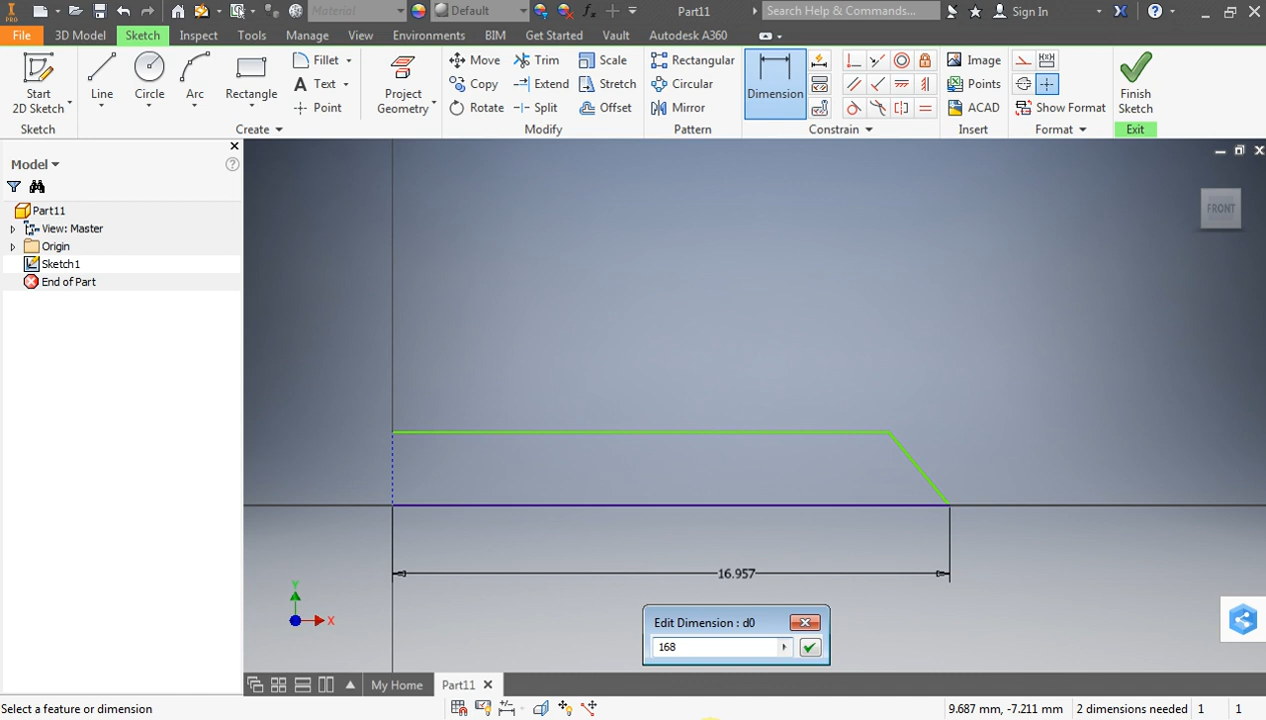 PRO
Material
Default
fx
Part11
Search Help & Commands...
Sign In
File
3D Model
Sketch
Inspect
Tools
Manage
View
Environments
BIM
Get Started
Vault
Autodesk A360
Start
2D Sketch
Line
Circle
Arc
Rectangle
Fillet
A Text
Point
Project
Geometry
Move
Copy
Rotate
Trim
Extend
Split
Scale
Stretch
Offset
Rectangular
Circular
Mirror
Dimension
Image
Points
ACAD
Show Format
Finish
Sketch
Sketch
Create
Modify
Pattern
Constrain
Insert
Format
Exit
Model
Part11
View: Master
Origin
Sketch1
End of Part
FRONT
16.957
Y
X
Edit Dimension : d0
168
My Home
Part11
Select a feature or dimension
9.687 mm, -7.211 mm
2 dimensions needed
1
1